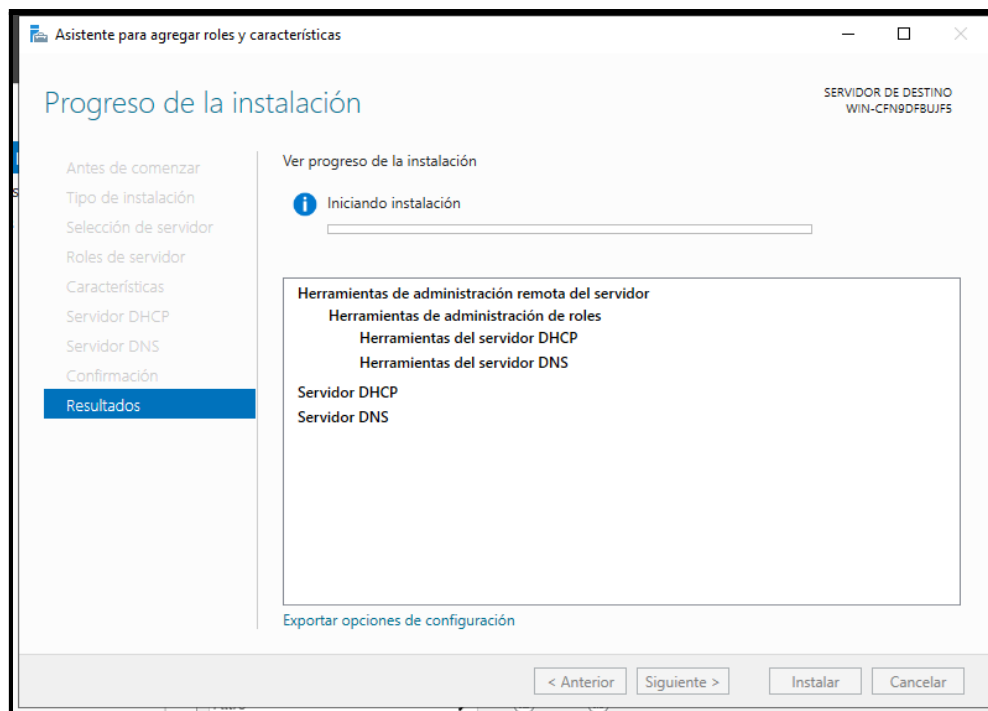 Asistente para agregar roles y características
Progreso de la instalación
SERVIDOR DE DESTINO
WIN-CFN9DFBUJF5
Antes de comenzar
Tipo de instalación
Selección de servidor
Roles de servidor
Características
Servidor DHCP
Servidor DNS
Confirmación
Resultados
Ver progreso de la instalación
Iniciando instalación
Herramientas de administración remota del servidor
Herramientas de administración de roles
Herramientas del servidor DHCP
Herramientas del servidor DNS
Servidor DHCP
Servidor DNS
Exportar opciones de configuración
< Anterior
Siguiente >
Instalar
Cancelar